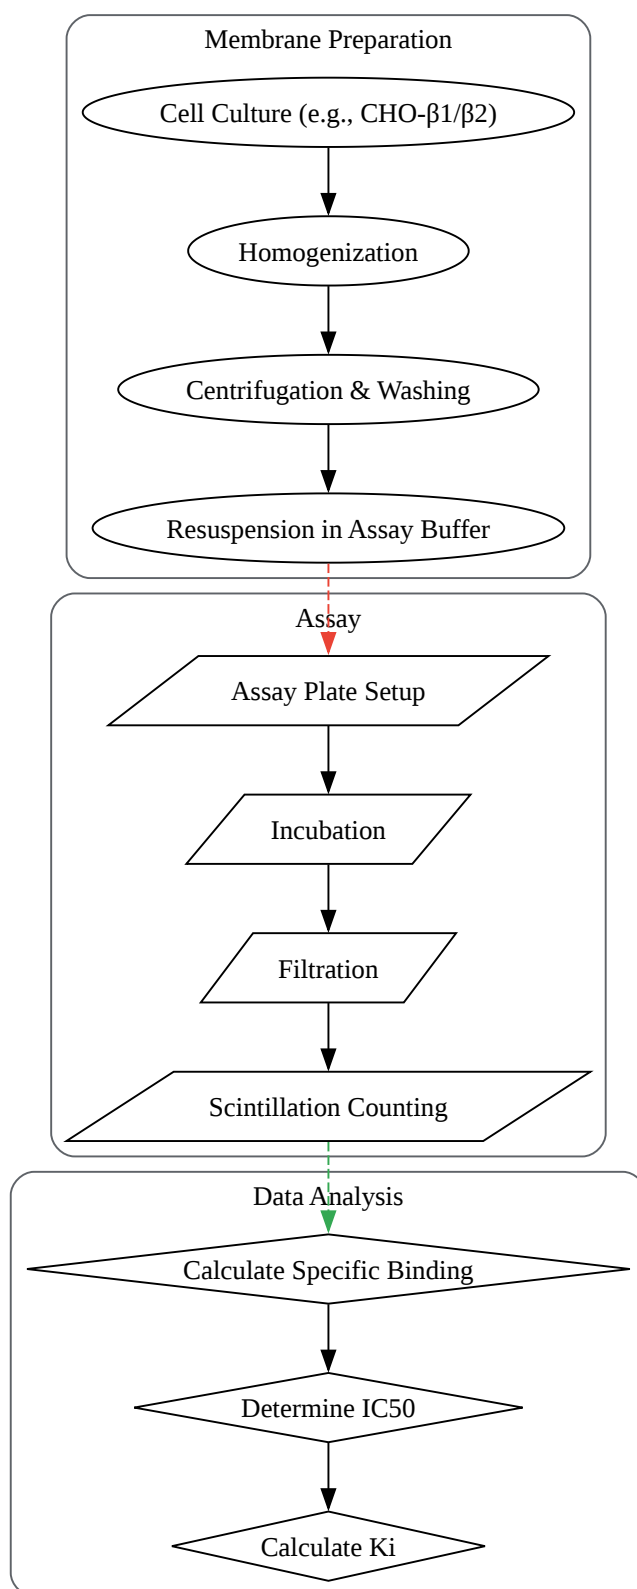 Membrane Preparation
Cell Culture (e.g., CHO-β1/β2)
Homogenization
Centrifugation & Washing
Resuspension in Assay Buffer
Assay
Assay Plate Setup
Incubation
Filtration
Scintillation Counting
Data Analysis
Calculate Specific Binding
Determine IC50
Calculate Ki